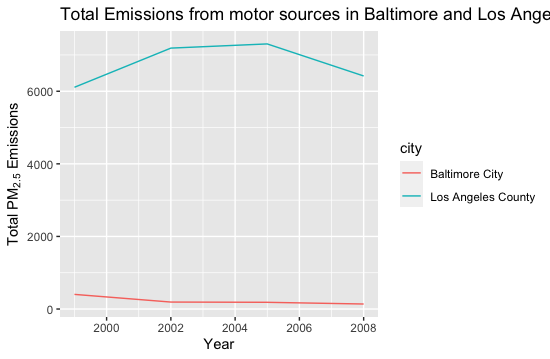 Total Emissions from motor sources in Baltimore and Los Ange
6000
4000
2000
0
Total PM2.5 Emissions
2000 2002 2004 2006 2008
Year
city
Baltimore City
Los Angeles County